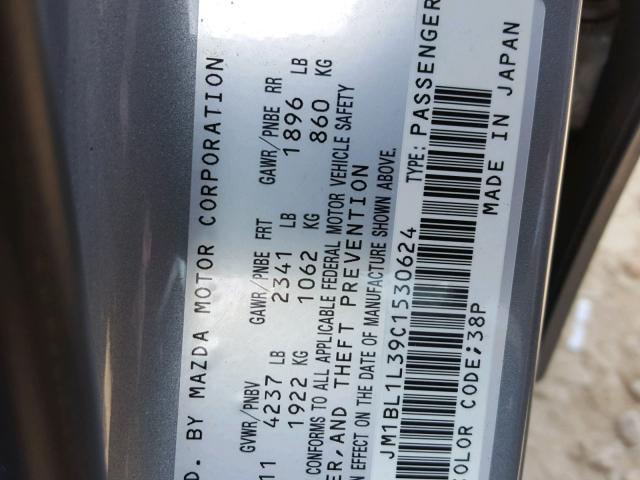 D. BY MAZDA MOTOR CORPORATION
GVWR/PNBV GAWR/PNBE FRT GAWR/PNBE RR
11 4237 LB 2341 LB 1896 LB
1922 KG 1062 KG 860 KG
CONFORMS TO ALL APPLICABLE FEDERAL MOTOR VEHICLE SAFETY
ER, AND THEFT PREVENTION
IN EFFECT ON THE DATE OF MANUFACTURE SHOWN ABOVE.
JM1BL1L39C1530624 TYPE: PASSENGER
COLOR CODE;38P MADE IN JAPAN